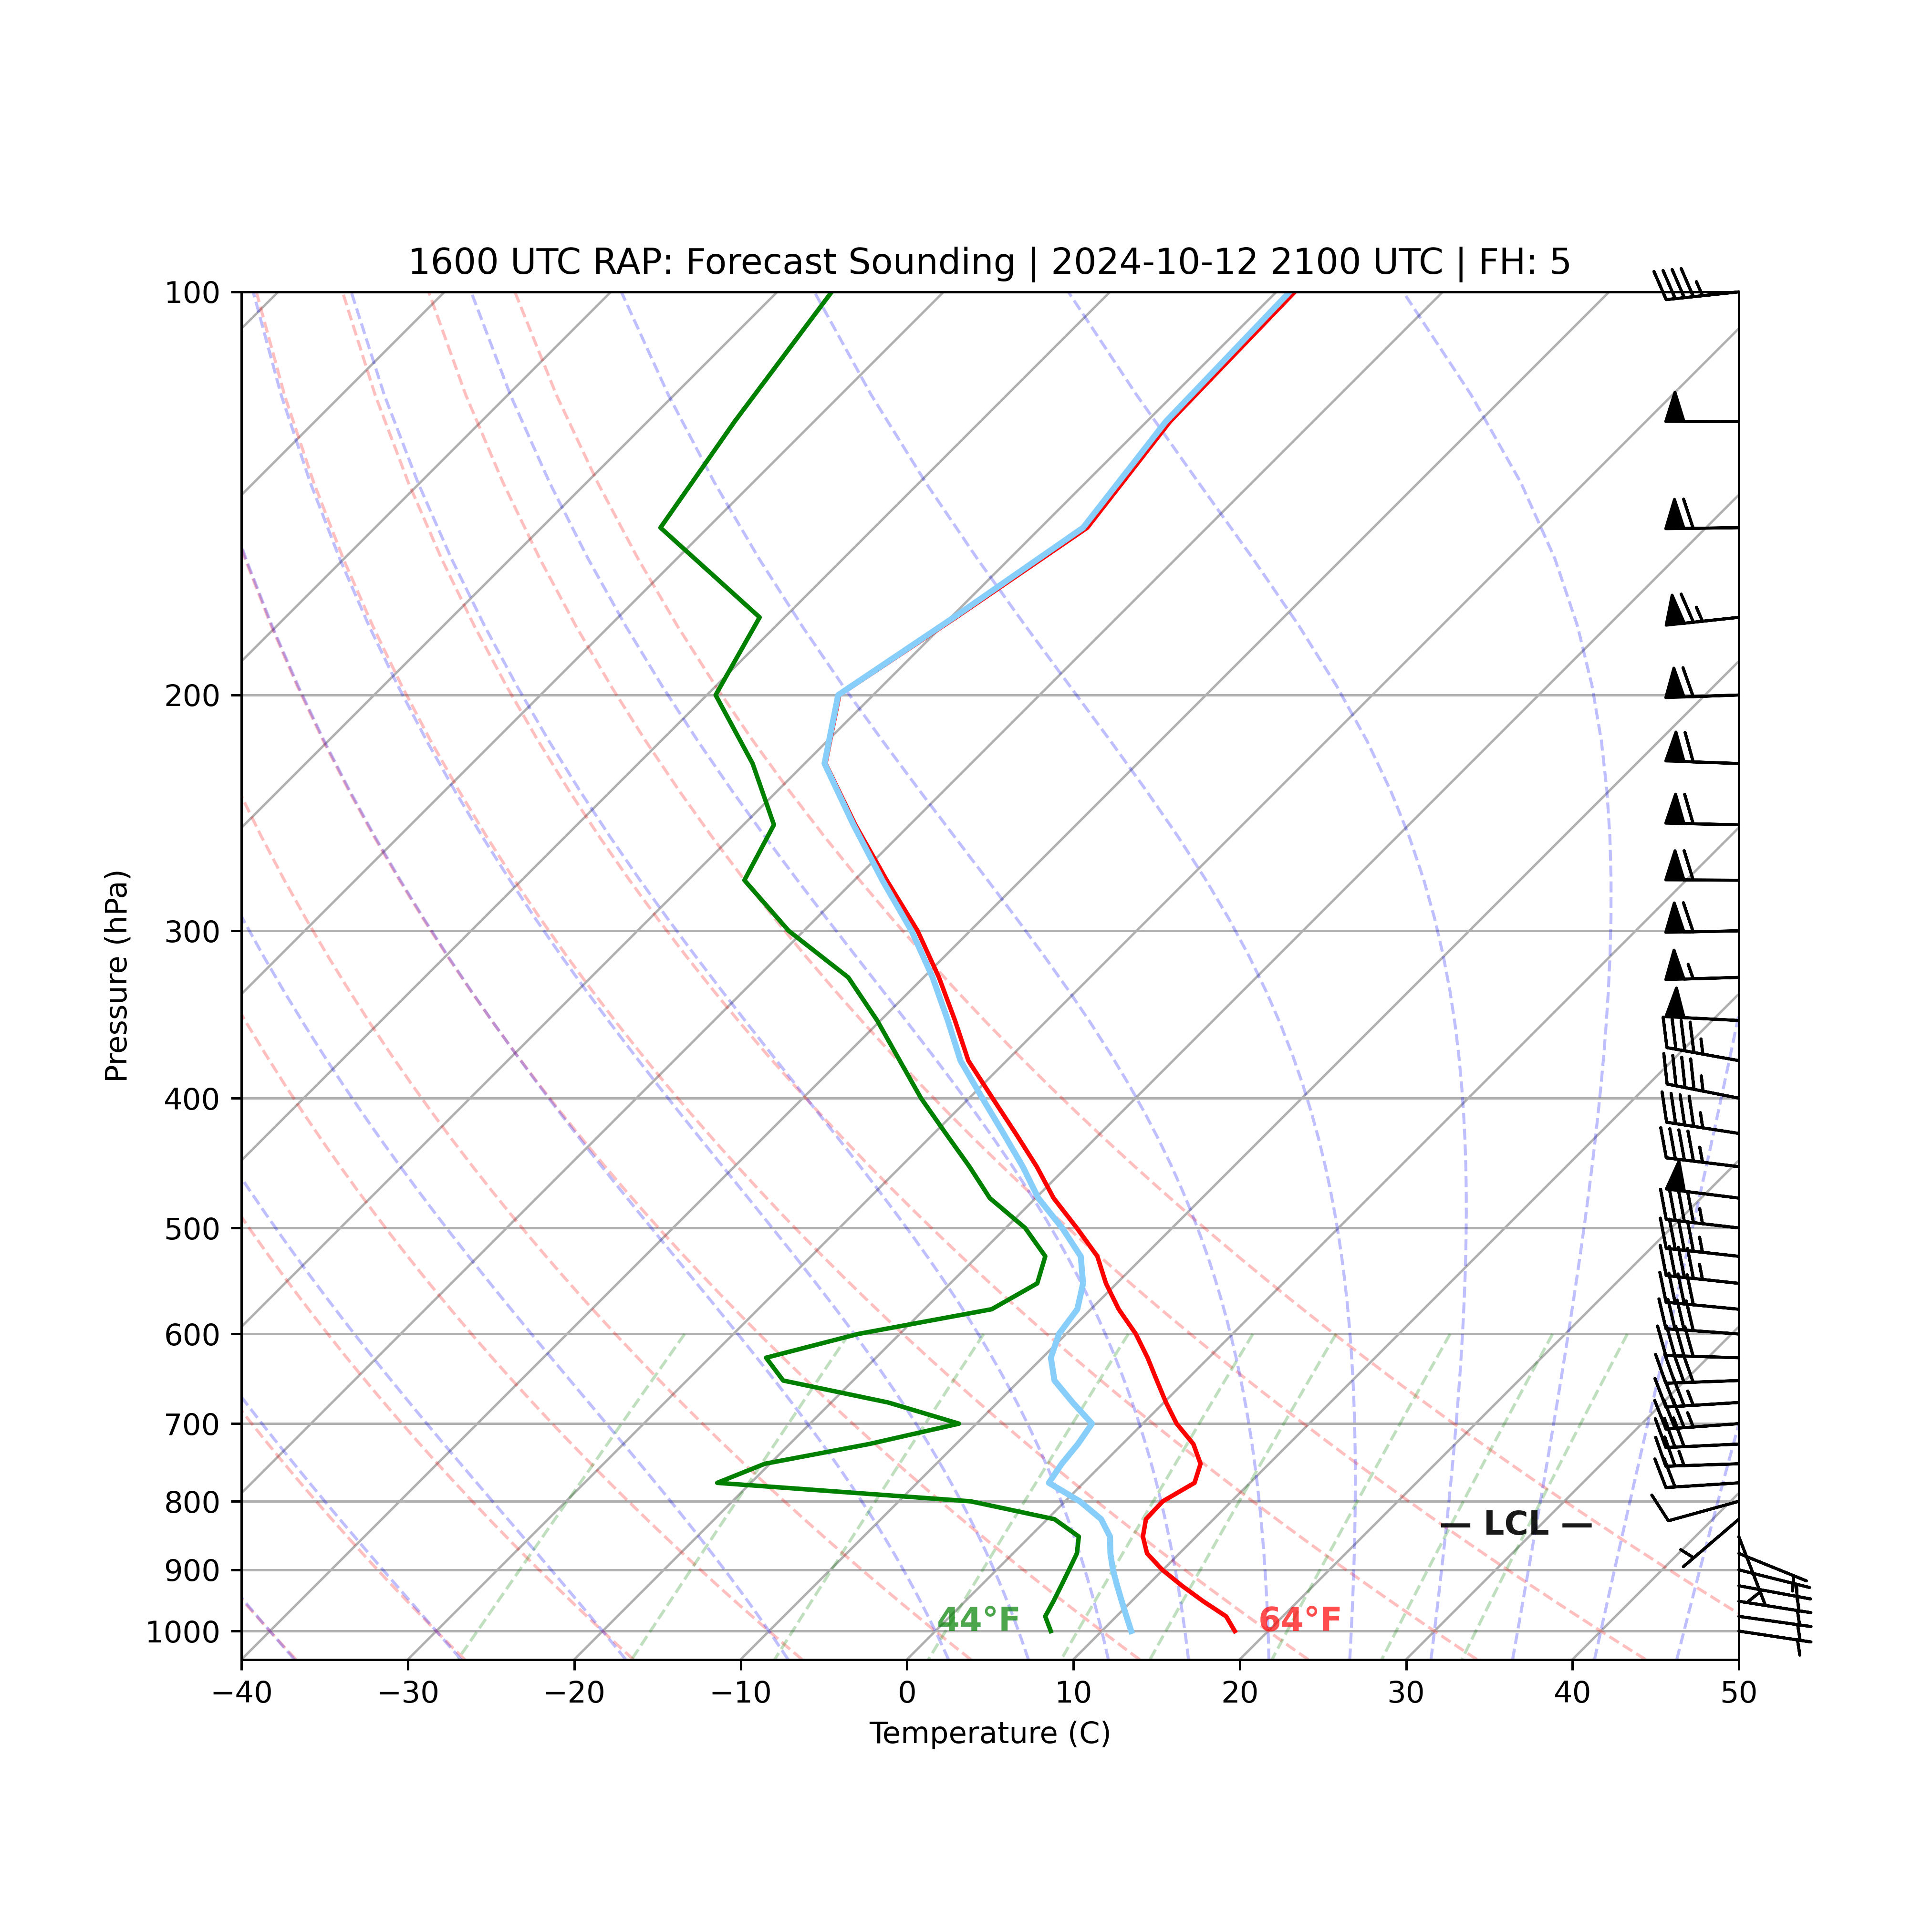 1600 UTC RAP: Forecast Sounding | 2024-10-12 2100 UTC | FH: 5
100
200
300
400
500
600
700
800
900
1000
Pressure (hPa)
— LCL —
44°F
64°F
−40 −30 −20 −10 0 10 20 30 40 50
Temperature (C)